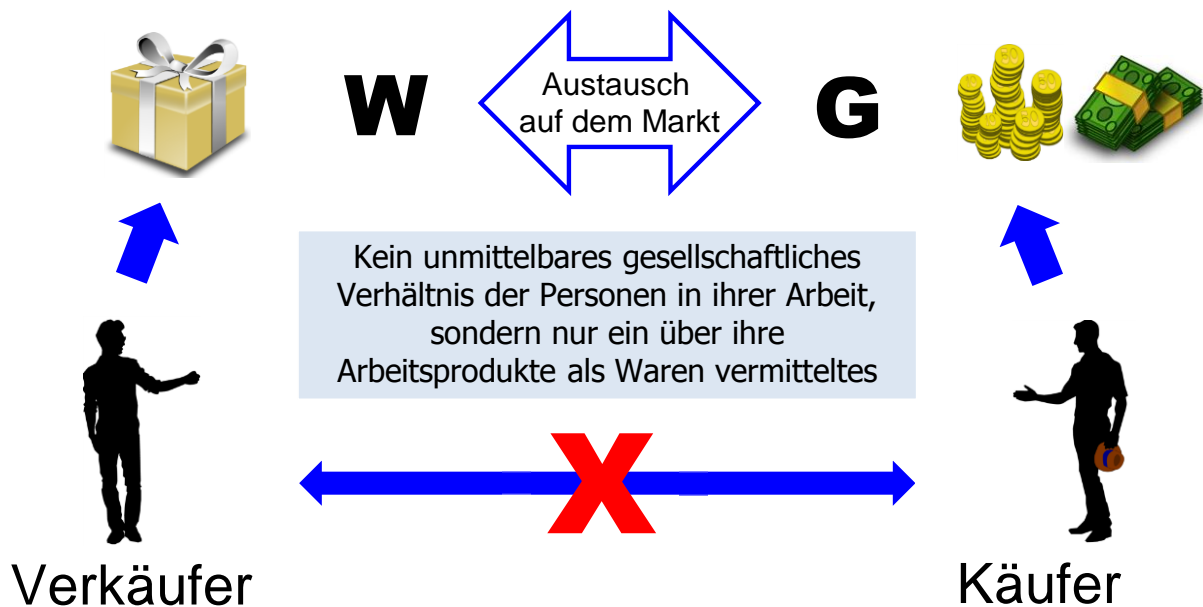 W
Austausch
auf dem Markt
G
Kein unmittelbares gesellschaftliches
Verhältnis der Personen in ihrer Arbeit,
sondern nur ein über ihre
Arbeitsprodukte als Waren vermitteltes
X
Verkäufer
Käufer